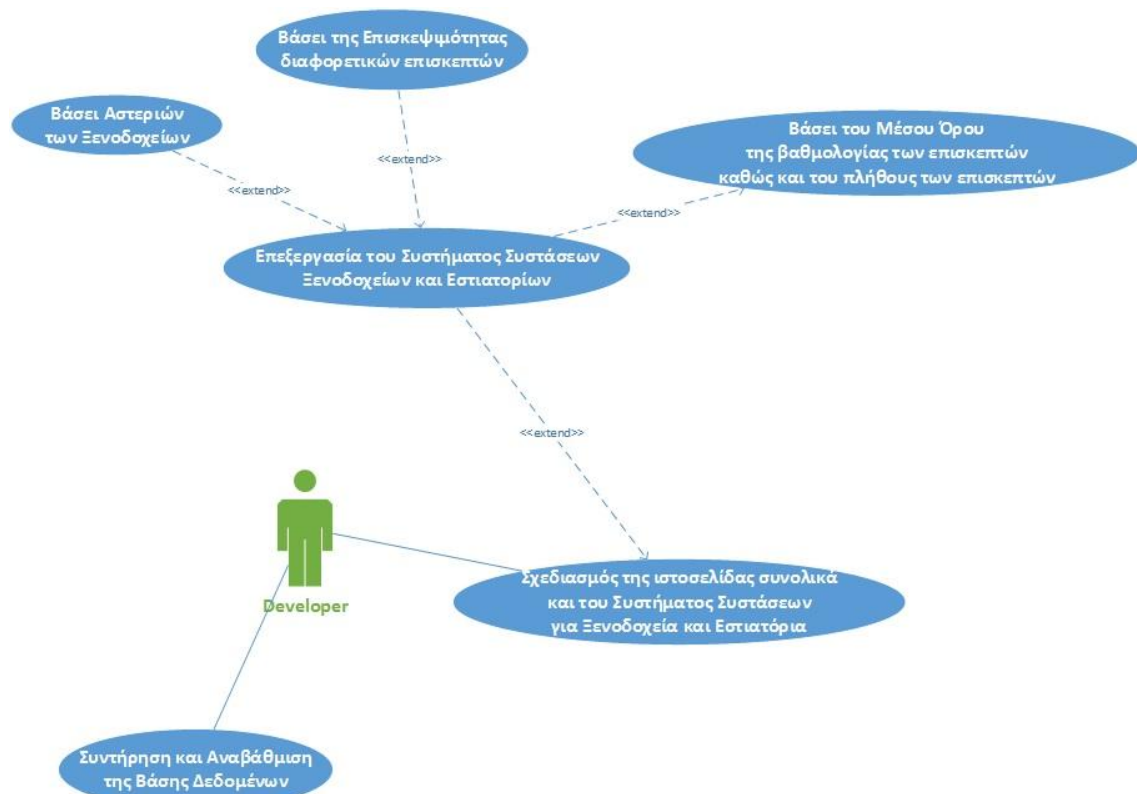 Βάσει της Επισκεψιμότητας
διαφορετικών επισκεπτών
Βάσει Αστεριών
των Ξενοδοχείων
Βάσει του Μέσου Όρου
της βαθμολογίας των επισκεπτών
καθώς και του πλήθους των επισκεπτών
<<extend>>
<<extend>>
<<extend>>
Επεξεργασία του Συστήματος Συστάσεων
Ξενοδοχείων και Εστιατορίων
<<extend>>
Developer
Σχεδιασμός της ιστοσελίδας συνολικά
και του Συστήματος Συστάσεων
για Ξενοδοχεία και Εστιατόρια
Συντήρηση και Αναβάθμιση
της Βάσης Δεδομένων